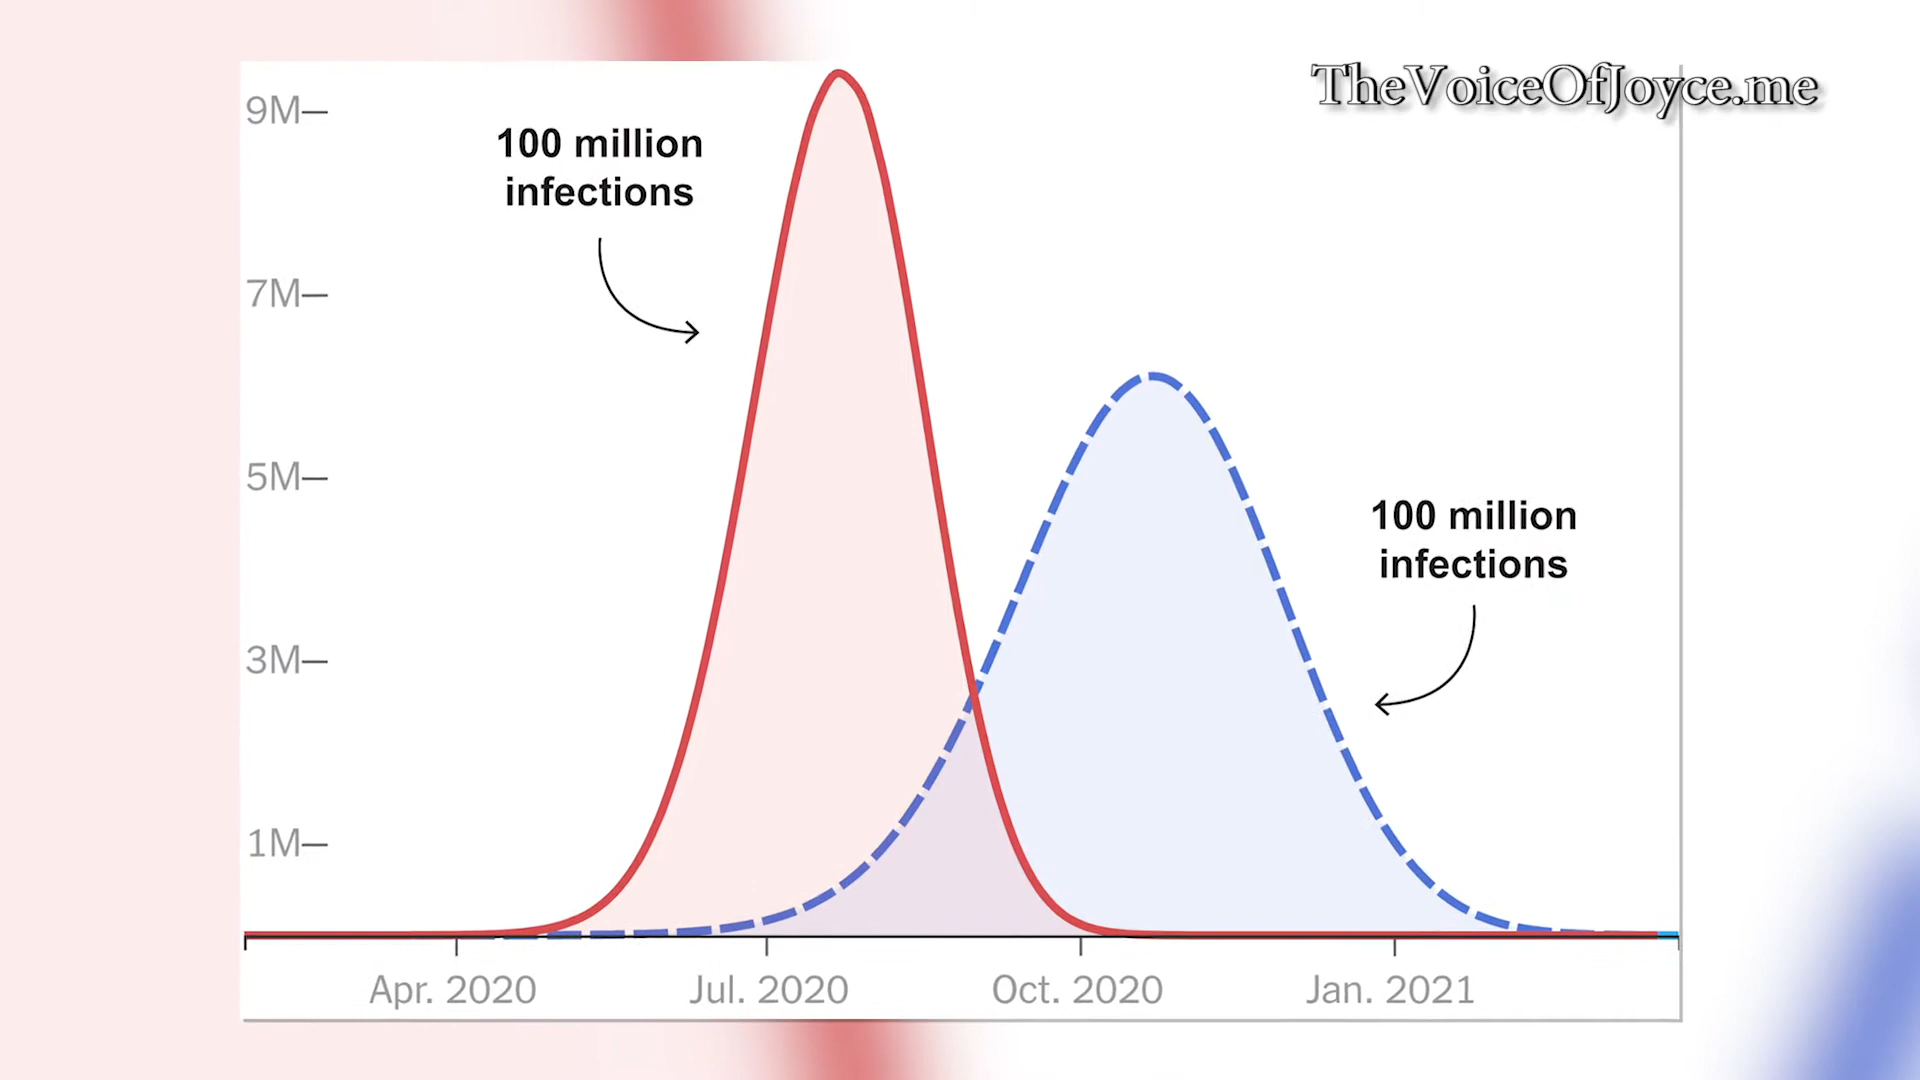 TheVoiceOfJoyce.me
9M
100 million
infections
7M
5M
100 million
infections
3M
1M
Apr. 2020
Jul. 2020
Oct. 2020
Jan. 2021